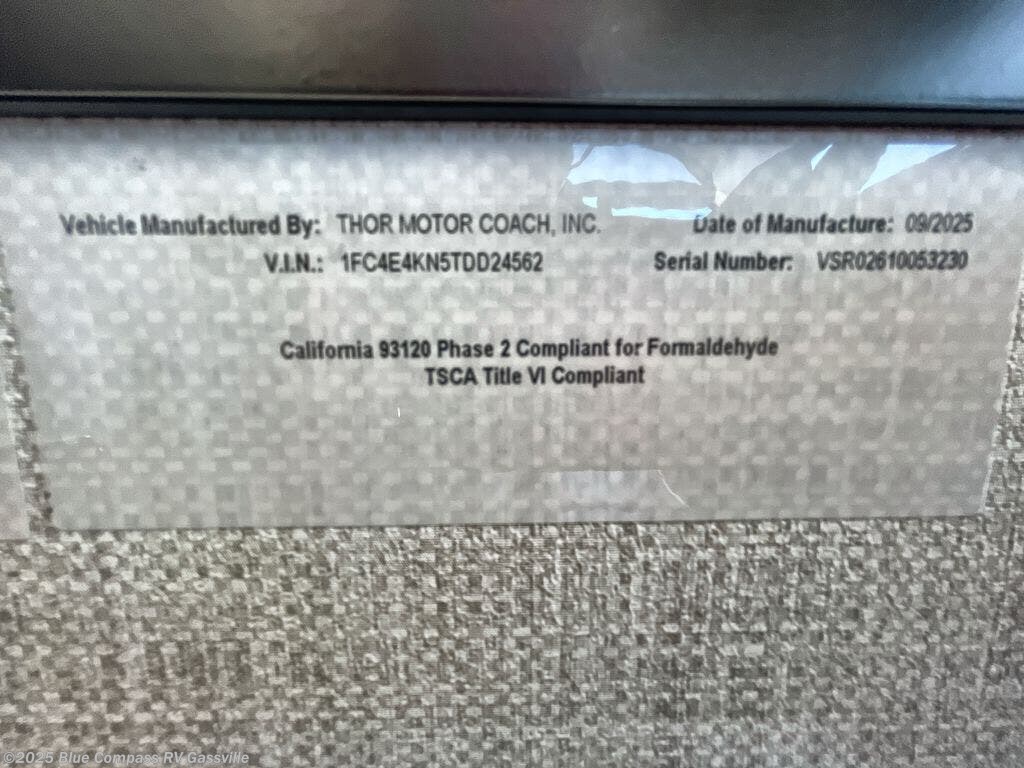 Vehicle Manufactured By: THOR MOTOR COACH, INC. Date of Manufacture: 09/2025
V.I.N.: 1FC4E4KN5TDD24562 Serial Number: VSR02610053230
California 93120 Phase 2 Compliant for Formaldehyde
TSCA Title VI Compliant
©2025 Blue Compass RV Gassville